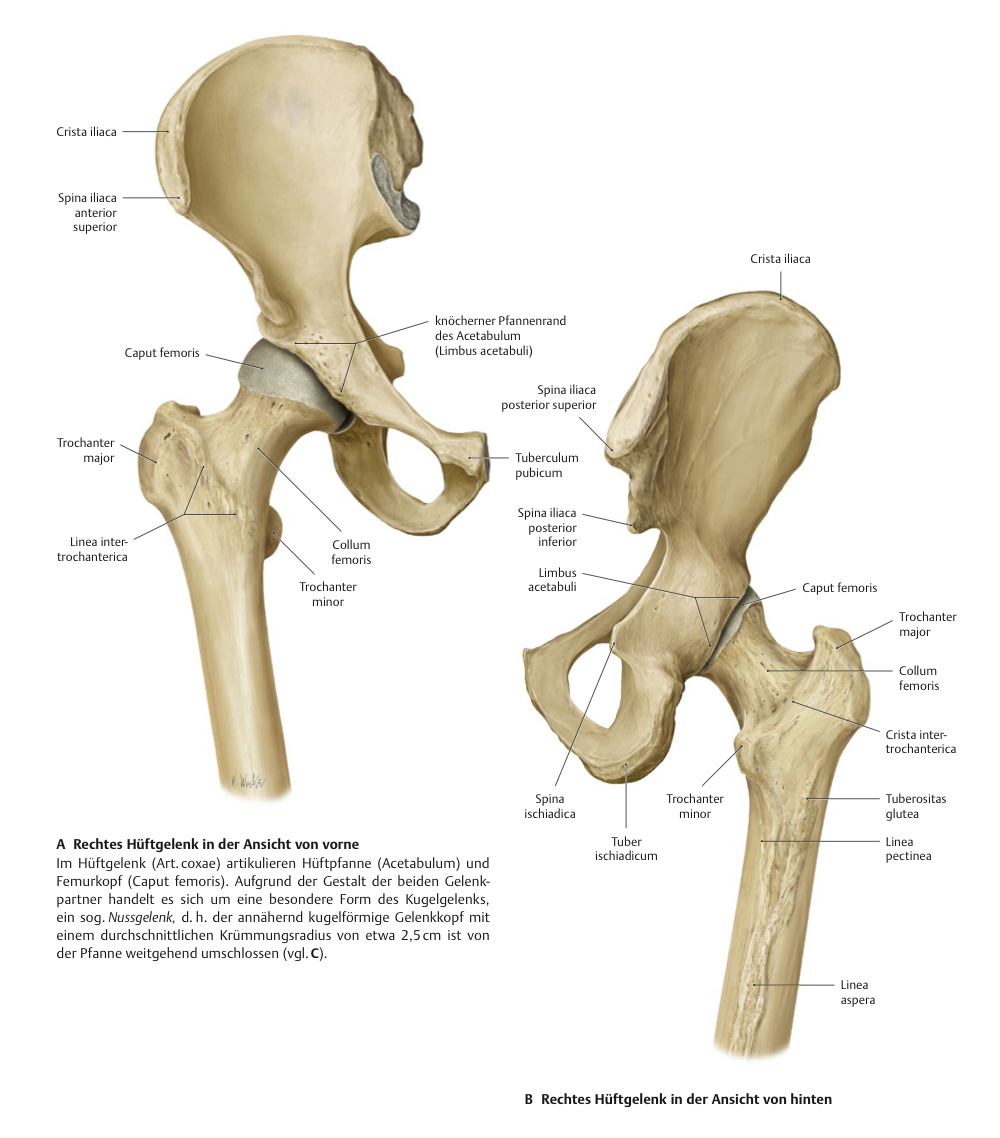 Crista iliaca
Spina iliaca
anterior
superior
Caput femoris
knöcherner Pfannenrand
des Acetabulum
(Limbus acetabuli)
Trochanter
major
Tuberculum
pubicum
Linea inter-
trochanterica
Collum
femoris
Trochanter
minor
A Rechtes Hüftgelenk in der Ansicht von vorne
Im Hüftgelenk (Art. coxae) artikulieren Hüftpfanne (Acetabulum) und
Femurkopf (Caput femoris). Aufgrund der Gestalt der beiden Gelenk-
partner handelt es sich um eine besondere Form des Kugelgelenks,
ein sog. Nussgelenk, d. h. der annähernd kugelförmige Gelenkkopf mit
einem durchschnittlichen Krümmungsradius von etwa 2,5 cm ist von
der Pfanne weitgehend umschlossen (vgl. C).
Crista iliaca
Spina iliaca
posterior superior
Spina iliaca
posterior
inferior
Limbus
acetabuli
Caput femoris
Trochanter
major
Collum
femoris
Crista inter-
trochanterica
Spina
ischiadica
Trochanter
minor
Tuberositas
glutea
Tuber
ischiadicum
Linea
pectinea
Linea
aspera
B Rechtes Hüftgelenk in der Ansicht von hinten